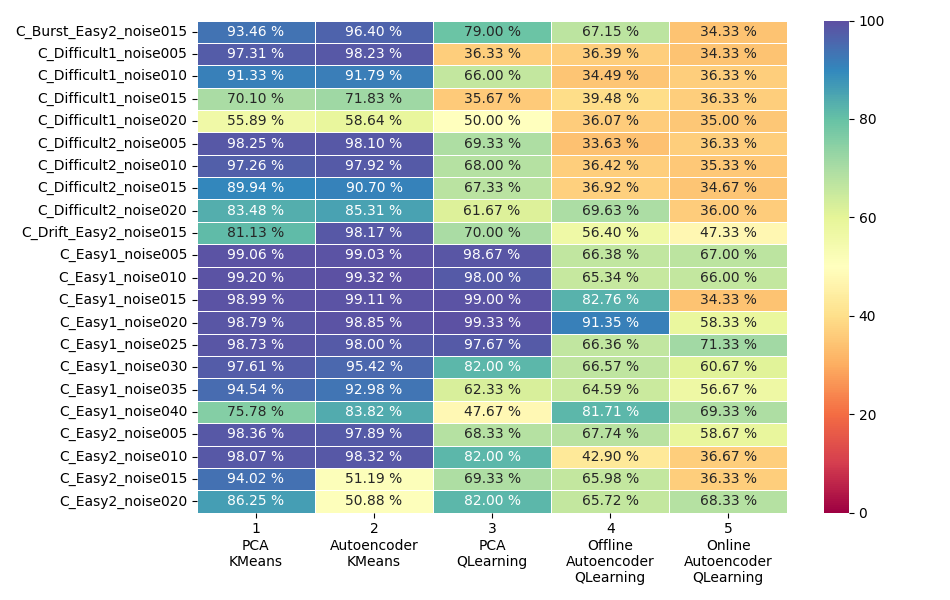 C_Burst_Easy2_noise015 93.46 % 96.40 % 79.00 % 67.15 % 34.33 % 100
C_Difficult1_noise005 97.31 % 98.23 % 36.33 % 36.39 % 34.33 %
C_Difficult1_noise010 91.33 % 91.79 % 66.00 % 34.49 % 36.33 %
C_Difficult1_noise015 70.10 % 71.83 % 35.67 % 39.48 % 36.33 %
C_Difficult1_noise020 55.89 % 58.64 % 50.00 % 36.07 % 35.00 % 80
C_Difficult2_noise005 98.25 % 98.10 % 69.33 % 33.63 % 36.33 %
C_Difficult2_noise010 97.26 % 97.92 % 68.00 % 36.42 % 35.33 %
C_Difficult2_noise015 89.94 % 90.70 % 67.33 % 36.92 % 34.67 %
C_Difficult2_noise020 83.48 % 85.31 % 61.67 % 69.63 % 36.00 % 60
C_Drift_Easy2_noise015 81.13 % 98.17 % 70.00 % 56.40 % 47.33 %
C_Easy1_noise005 99.06 % 99.03 % 98.67 % 66.38 % 67.00 %
C_Easy1_noise010 99.20 % 99.32 % 98.00 % 65.34 % 66.00 %
C_Easy1_noise015 98.99 % 99.11 % 99.00 % 82.76 % 34.33 %
C_Easy1_noise020 98.79 % 98.85 % 99.33 % 91.35 % 58.33 % 40
C_Easy1_noise025 98.73 % 98.00 % 97.67 % 66.36 % 71.33 %
C_Easy1_noise030 97.61 % 95.42 % 82.00 % 66.57 % 60.67 %
C_Easy1_noise035 94.54 % 92.98 % 62.33 % 64.59 % 56.67 %
C_Easy1_noise040 75.78 % 83.82 % 47.67 % 81.71 % 69.33 % 20
C_Easy2_noise005 98.36 % 97.89 % 68.33 % 67.74 % 58.67 %
C_Easy2_noise010 98.07 % 98.32 % 82.00 % 42.90 % 36.67 %
C_Easy2_noise015 94.02 % 51.19 % 69.33 % 65.98 % 36.33 %
C_Easy2_noise020 86.25 % 50.88 % 82.00 % 65.72 % 68.33 % 0
1 2 3 4 5
PCA Autoencoder PCA Offline Online
KMeans KMeans QLearning Autoencoder Autoencoder
QLearning QLearning